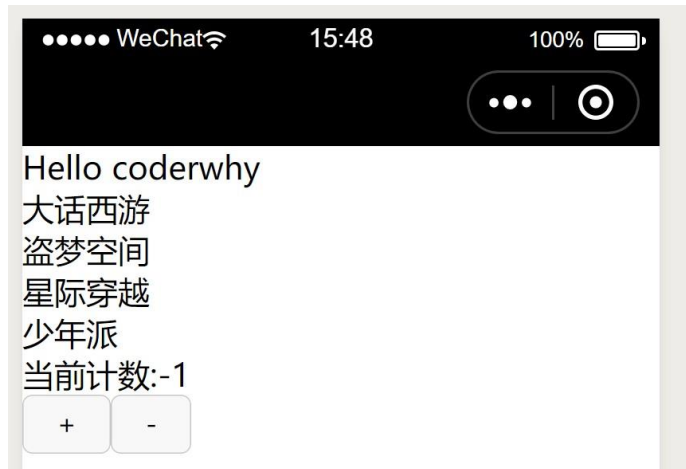 WeChat 15:48 100%
Hello coderwhy
大话西游
盗梦空间
星际穿越
少年派
当前计数:-1
+ -